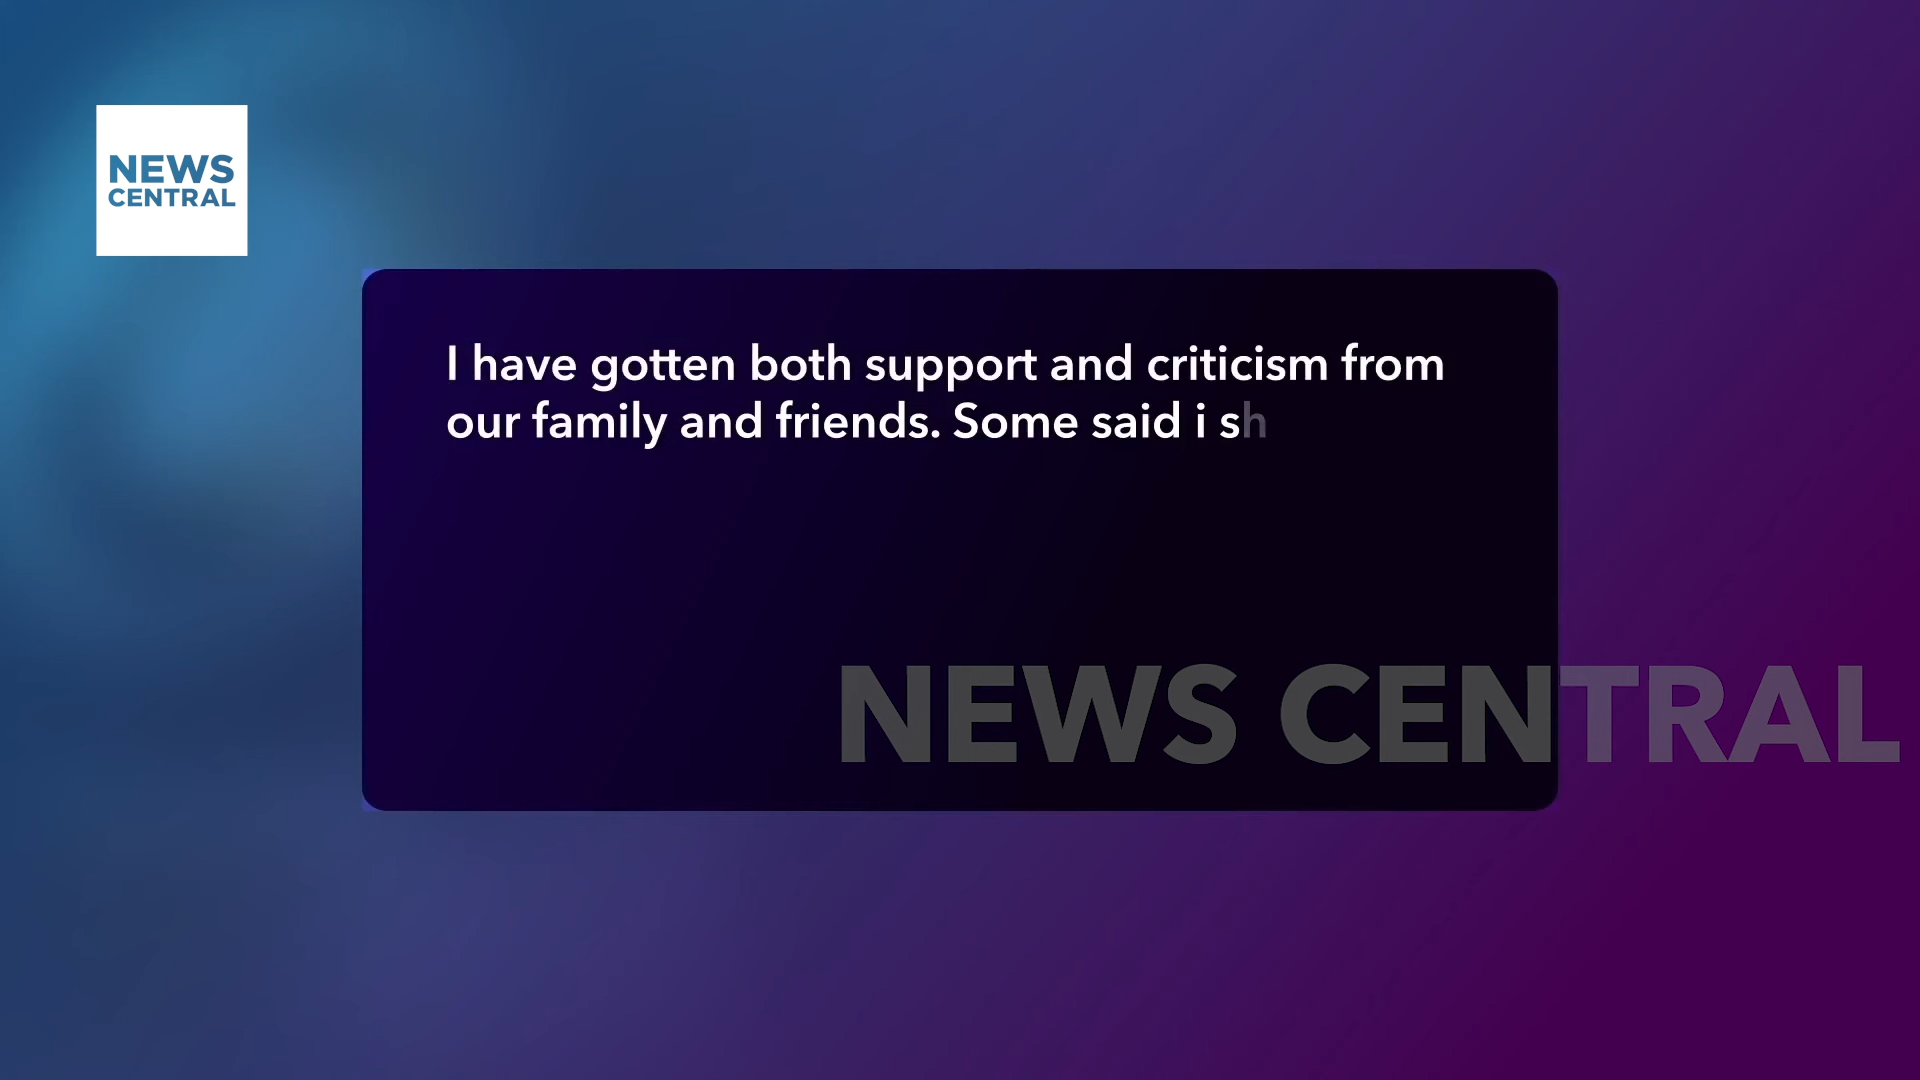 NEWS
CENTRAL
I have gotten both support and criticism from
our family and friends. Some said i sh
NEWS CENTRAL